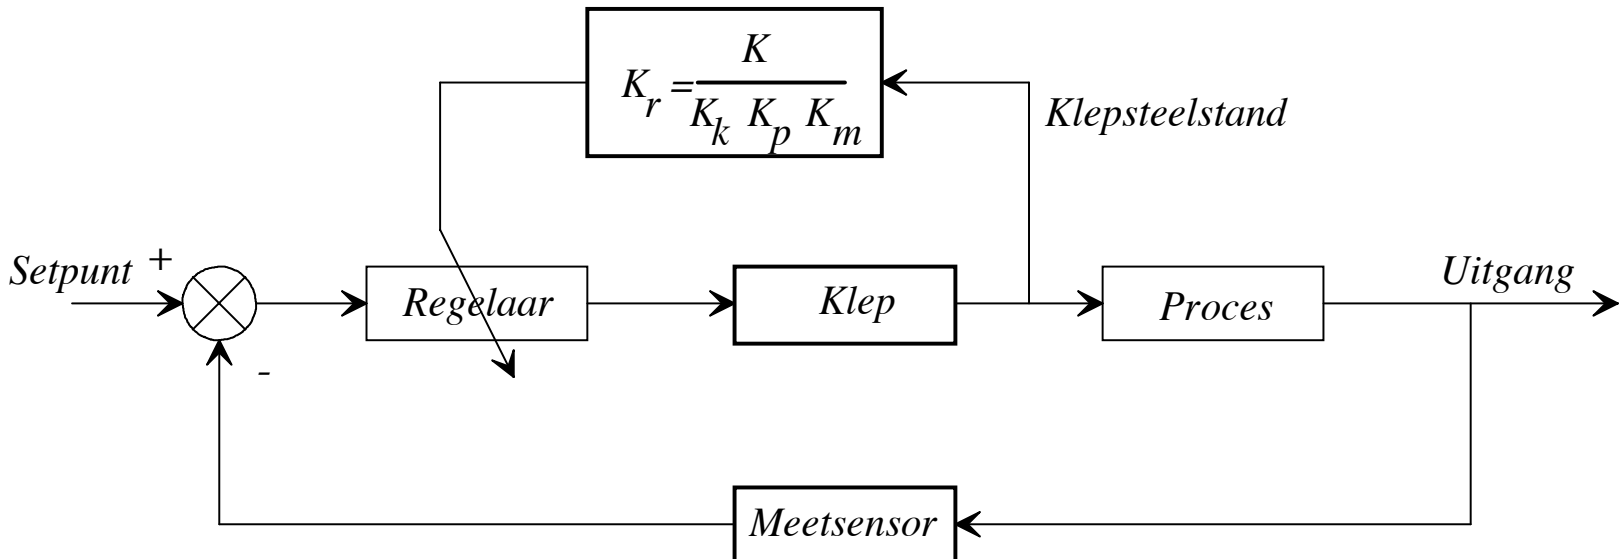 K
K_r =
K_k K_p K_m
Klepsteelstand
Setpunt +
Uitgang
Regelaar
Klep
Proces
-
Meetsensor